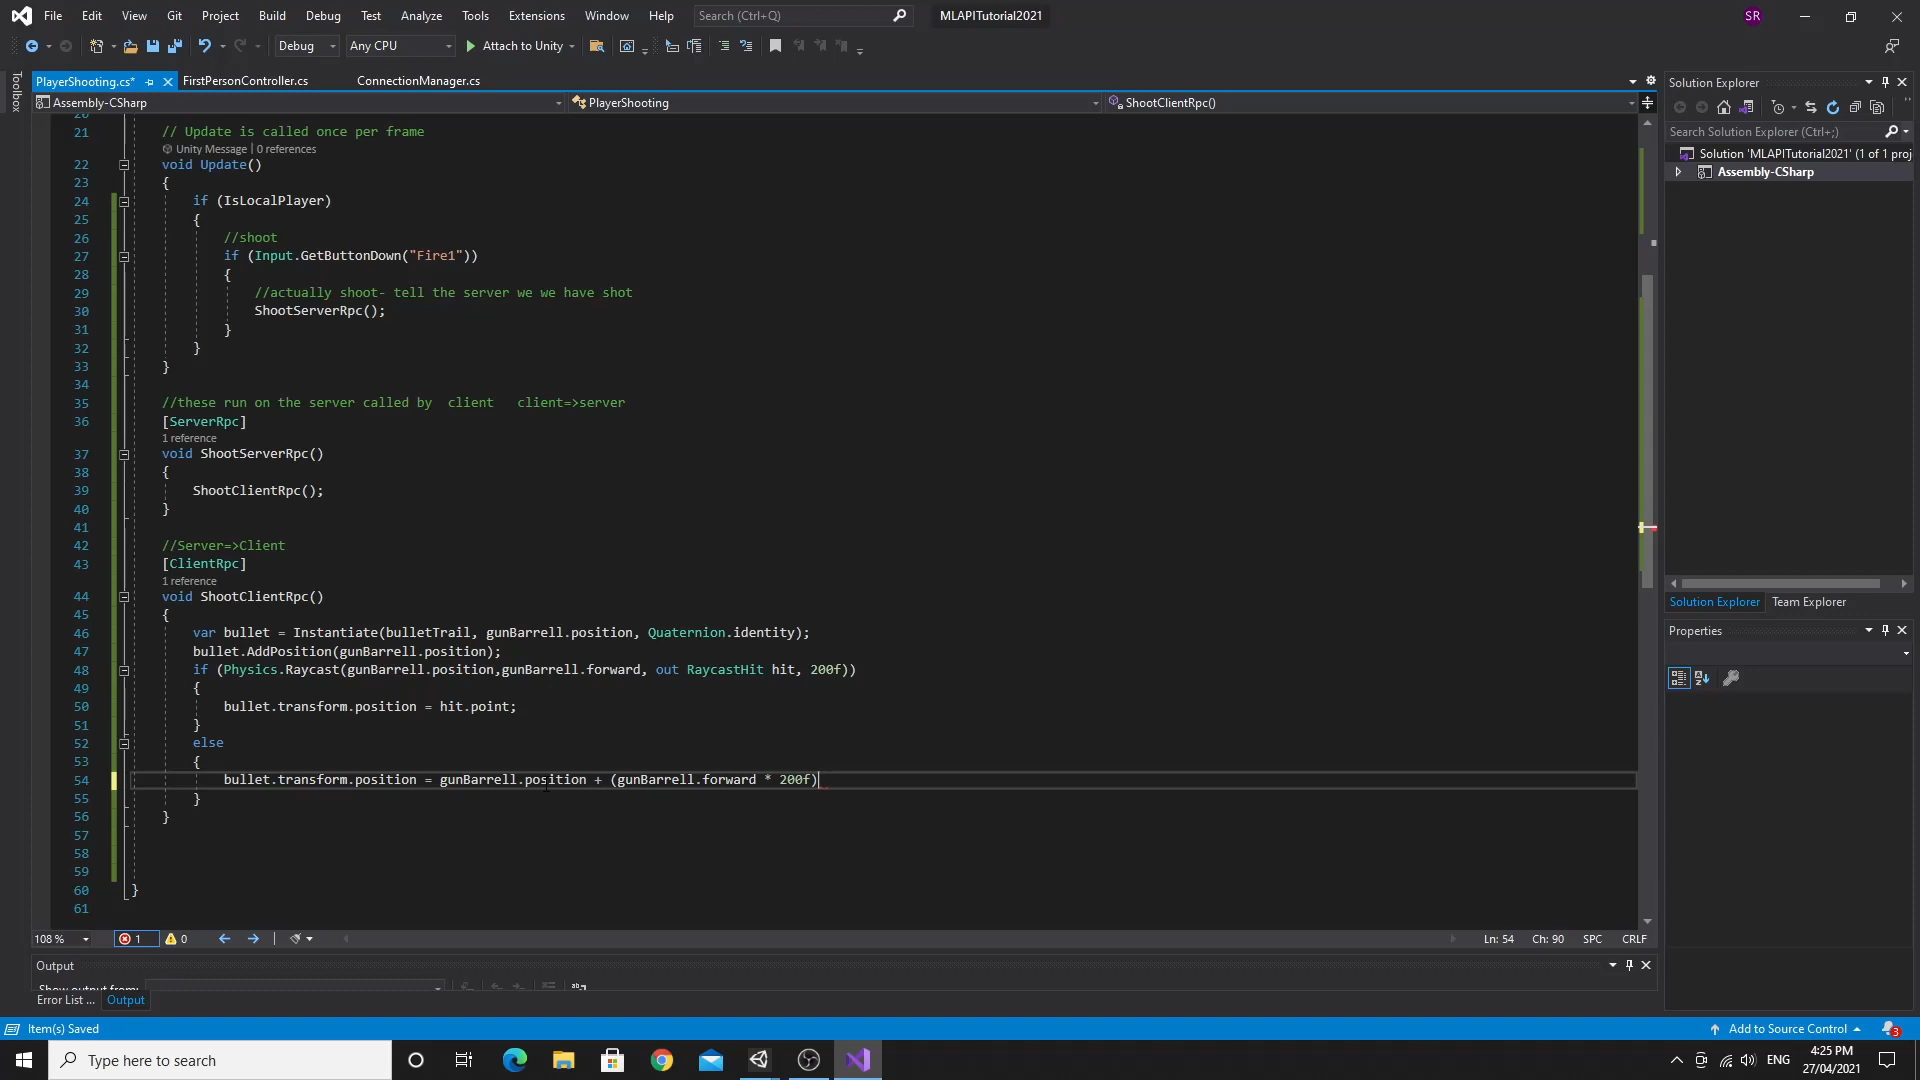 File Edit View Git Project Build Debug Test Analyze Tools Extensions Window Help Search (Ctrl+Q) MLAPITutorial2021 SR
Debug Any CPU Attach to Unity
Toolbox
PlayerShooting.cs* FirstPersonController.cs ConnectionManager.cs
Assembly-CSharp PlayerShooting ShootClientRpc()
21 // Update is called once per frame
Unity Message | 0 references
22 void Update()
23 {
24 if (IsLocalPlayer)
25 {
26 //shoot
27 if (Input.GetButtonDown("Fire1"))
28 {
29 //actually shoot- tell the server we we have shot
30 ShootServerRpc();
31 }
32 }
33 }
34
35 //these run on the server called by  client   client=>server
36 [ServerRpc]
1 reference
37 void ShootServerRpc()
38 {
39 ShootClientRpc();
40 }
41
42 //Server=>Client
43 [ClientRpc]
1 reference
44 void ShootClientRpc()
45 {
46 var bullet = Instantiate(bulletTrail, gunBarrell.position, Quaternion.identity);
47 bullet.AddPosition(gunBarrell.position);
48 if (Physics.Raycast(gunBarrell.position,gunBarrell.forward, out RaycastHit hit, 200f))
49 {
50 bullet.transform.position = hit.point;
51 }
52 else
53 {
54 bullet.transform.position = gunBarrell.position + (gunBarrell.forward * 200f)
55 }
56 }
57
58
59
60 }
61
108 % 1 0 Ln: 54 Ch: 90 SPC CRLF
Output
Show output from:
Error List ... Output
Solution Explorer
Search Solution Explorer (Ctrl+;)
Solution 'MLAPITutorial2021' (1 of 1 proj
Assembly-CSharp
Solution Explorer Team Explorer
Properties
Item(s) Saved Add to Source Control 3
Type here to search ENG 4:25 PM
27/04/2021